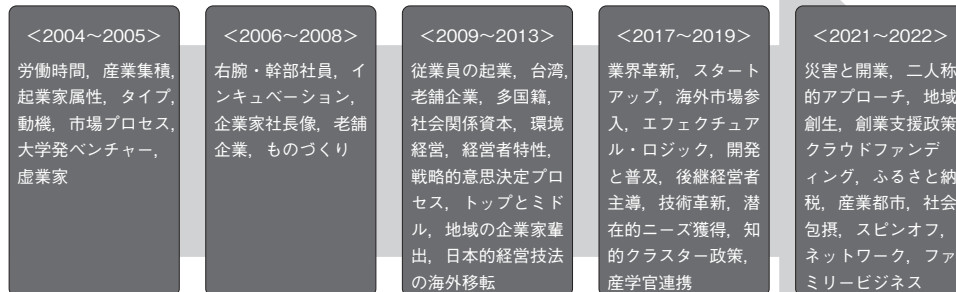 <2004~2005>
労働時間，産業集積，
起業家属性，タイプ，
動機，市場プロセス，
大学発ベンチャー，
虚業家
<2006~2008>
右腕・幹部社員，イ
ンキュベーション，
企業家社長像，老舗
企業，ものづくり
<2009~2013>
従業員の起業，台湾，
老舗企業，多国籍，
社会関係資本，環境
経営，経営者特性，
戦略的意思決定プロ
セス，トップとミド
ル，地域の企業家輩
出，日本的経営技法
の海外移転
<2017~2019>
業界革新，スタート
アップ，海外市場参
入，エフェクチュア
ル・ロジック，開発
と普及，後継経営者
主導，技術革新，潜
在的ニーズ獲得，知
的クラスター政策，
産学官連携
<2021~2022>
災害と開業，二人称
的アプローチ，地域
創生，創業支援政策
クラウドファンデ
ィング，ふるさと納
税，産業都市，社会
包摂，スピンオフ，
ネットワーク，ファ
ミリービジネス